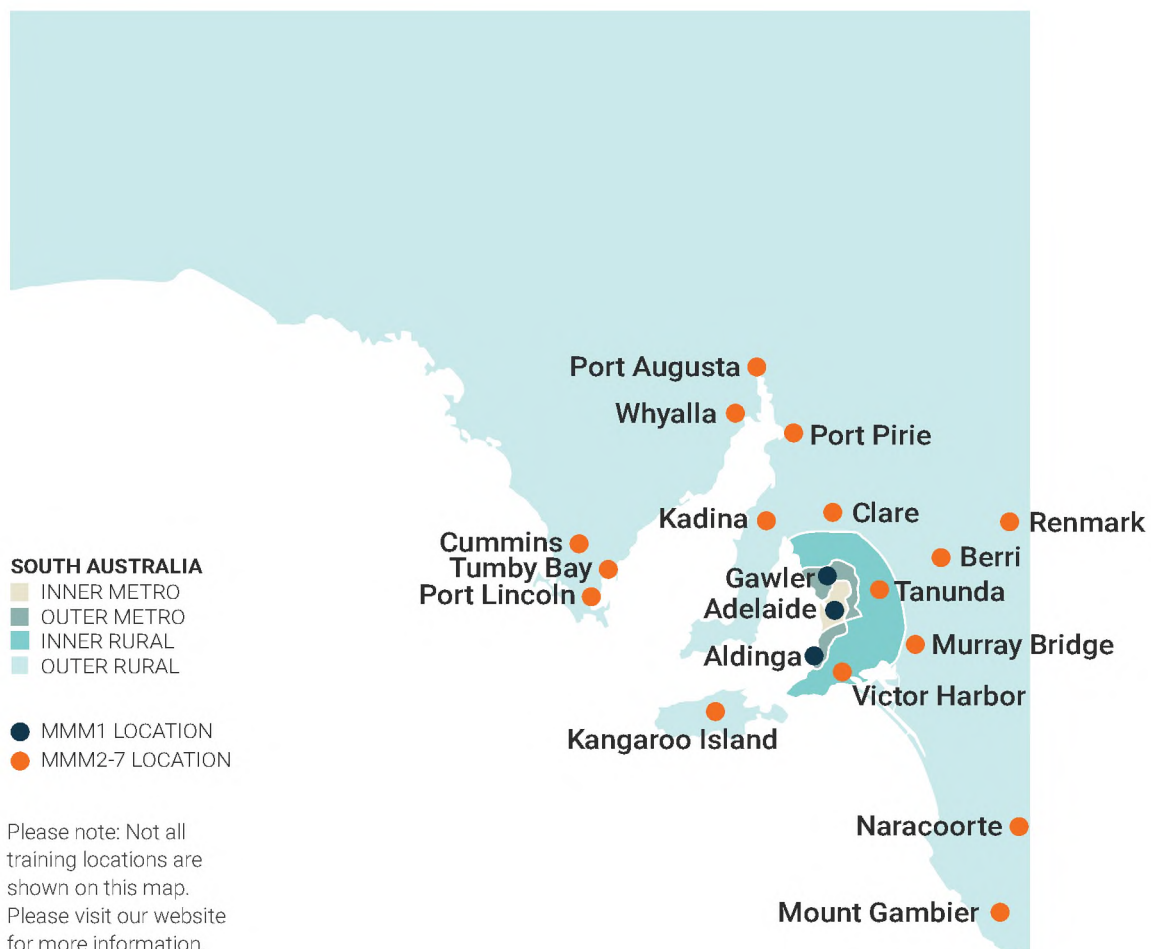 Port Augusta
Whyalla
Port Pirie
Kadina
Clare
Renmark
Cummins
Berri
Tumby Bay
Gawler
Tanunda
Port Lincoln
Adelaide
Murray Bridge
Aldinga
Victor Harbor
Kangaroo Island
Naracoorte
Mount Gambier
SOUTH AUSTRALIA
INNER METRO
OUTER METRO
INNER RURAL
OUTER RURAL
MMM1 LOCATION
MMM2-7 LOCATION
Please note: Not all
training locations are
shown on this map.
Please visit our website
for more information